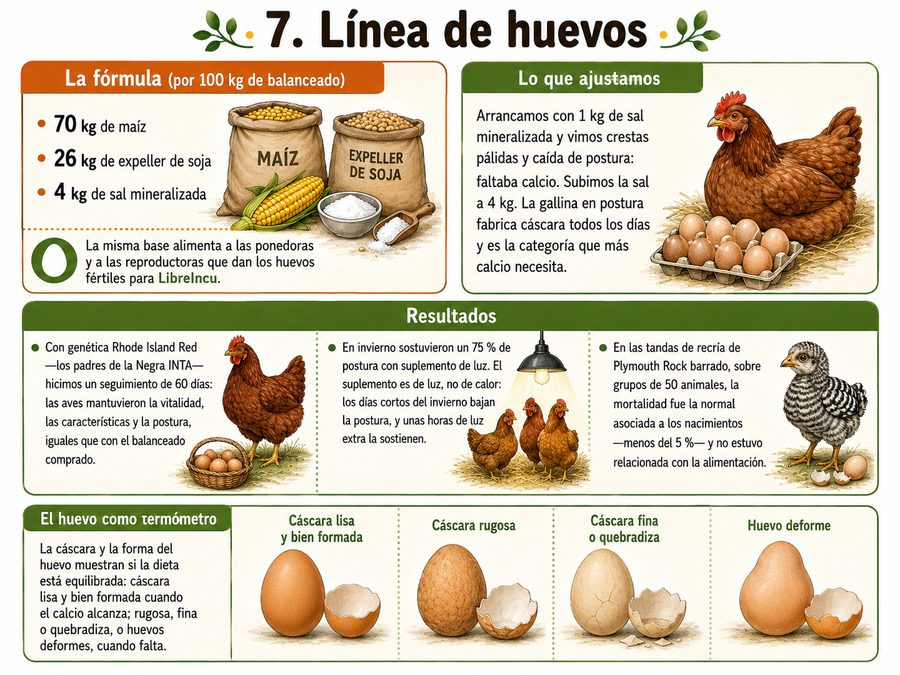 7. Línea de huevos
La fórmula (por 100 kg de balanceado)
• 70 kg de maíz
• 26 kg de expeller de soja
• 4 kg de sal mineralizada
MAÍZ
EXPELLER
DE SOJA
La misma base alimenta a las ponedoras
y a las reproductoras que dan los huevos
fértiles para LibreIncu.
Lo que ajustamos
Arrancamos con 1 kg de sal
mineralizada y vimos crestas
pálidas y caída de postura:
faltaba calcio. Subimos la sal
a 4 kg. La gallina en postura
fabrica cáscara todos los días
y es la categoría que más
calcio necesita.
Resultados
• Con genética Rhode Island Red
—los padres de la Negra INTA—
hicimos un seguimiento de 60 días:
las aves mantuvieron la vitalidad,
las características y la postura,
iguales que con el balanceado
comprado.
• En invierno sostuvieron un 75 % de
postura con suplemento de luz. El
suplemento es de luz, no de calor:
los días cortos del invierno bajan
la postura, y unas horas de luz
extra la sostienen.
• En las tandas de recría de
Plymouth Rock barrado, sobre
grupos de 50 animales, la
mortalidad fue la normal
asociada a los nacimientos
—menos del 5 %— y no estuvo
relacionada con la alimentación.
El huevo como termómetro
La cáscara y la forma del
huevo muestran si la dieta
está equilibrada: cáscara
lisa y bien formada cuando
el calcio alcanza; rugosa, fina
o quebradiza, o huevos
deformes, cuando falta.
Cáscara lisa
y bien formada
Cáscara rugosa
Cáscara fina
o quebradiza
Huevo deforme